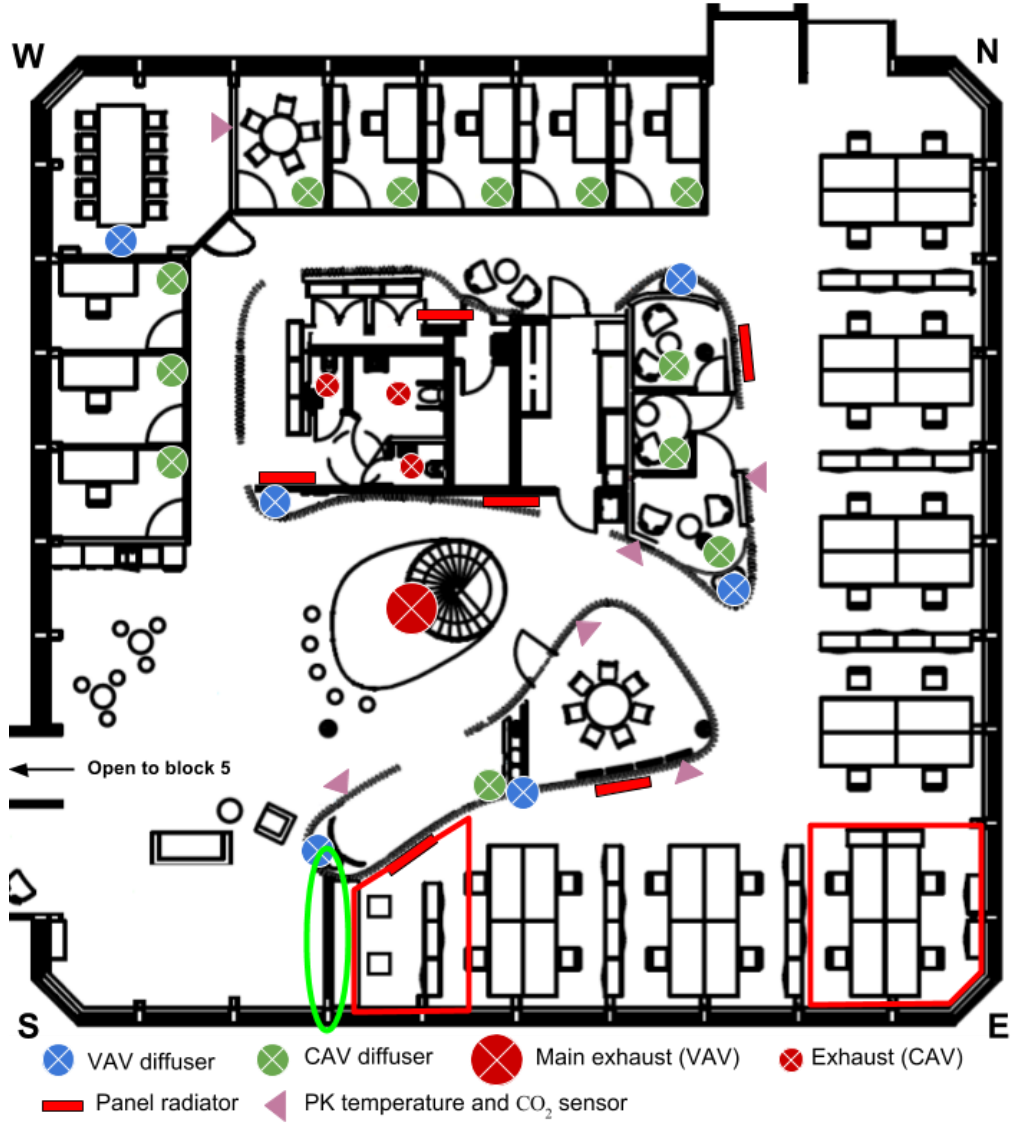 W
N
Open to block 5
S
E
VAV diffuser
CAV diffuser
Main exhaust (VAV)
Exhaust (CAV)
Panel radiator
PK temperature and CO₂ sensor